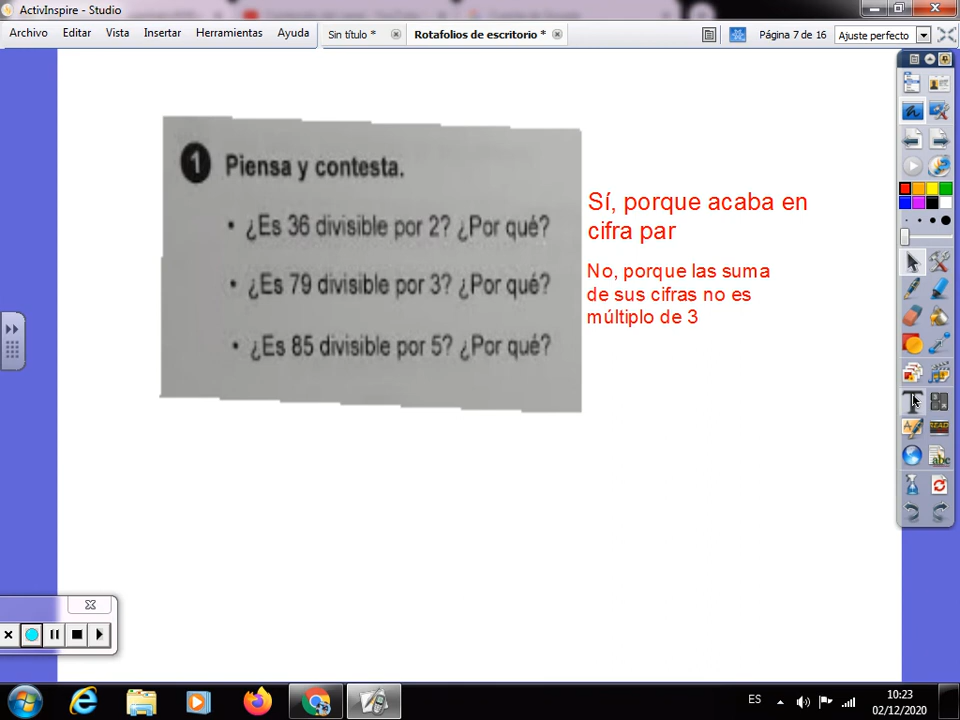 ActivInspire - Studio
Archivo Editar Vista Insertar Herramientas Ayuda
Sin título *
Rotafolios de escritorio *
Página 7 de 16
Ajuste perfecto
1 Piensa y contesta.
• ¿Es 36 divisible por 2? ¿Por qué?
Sí, porque acaba en
cifra par
• ¿Es 79 divisible por 3? ¿Por qué?
No, porque las suma
de sus cifras no es
múltiplo de 3
• ¿Es 85 divisible por 5? ¿Por qué?
ES
10:23
02/12/2020